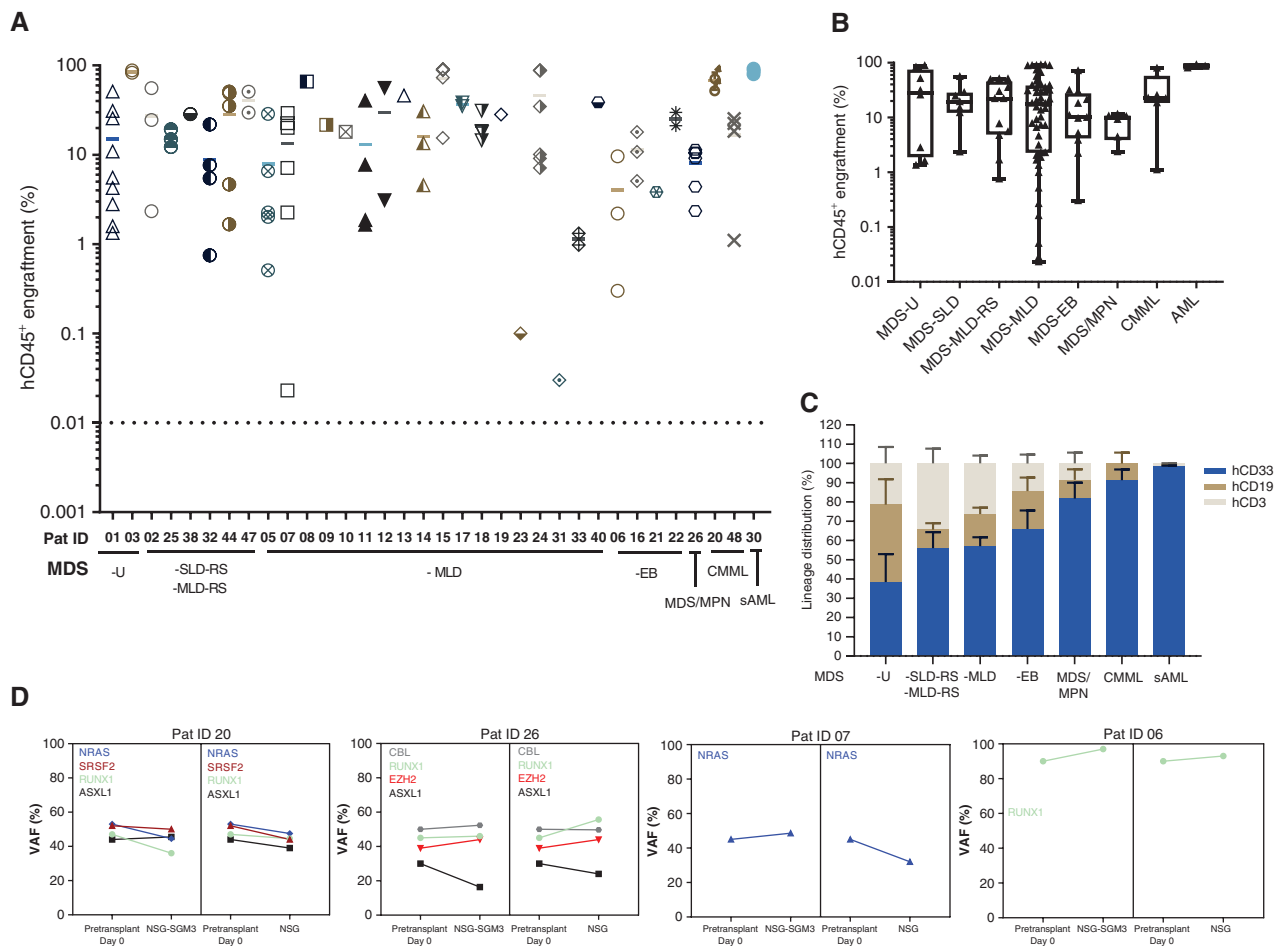 A
hCD45+ engraftment (%)
100
10
1
0.1
0.01
0.001
Pat ID 01 03 02 25 38 32 44 47 05 07 08 09 10 11 12 13 14 15 17 18 19 23 24 31 33 40 06 16 21 22 26 20 48 30
MDS -U -SLD-RS - MLD -EB CMML
-MLD-RS MDS/MPN sAML
B
hCD45+ engraftment (%)
100
10
1
0.1
0.01
MDS-U MDS-SLD MDS-MLD-RS MDS-MLD MDS-EB MDS/MPN CMML AML
C
Lineage distribution (%)
120
110
100
90
80
70
60
50
40
30
20
10
0
MDS -U -SLD-RS -MLD -EB MDS/ CMML sAML
-MLD-RS MPN
hCD33
hCD19
hCD3
D
Pat ID 20
VAF (%)
100
80
60
40
20
0
NRAS NRAS
SRSF2 SRSF2
RUNX1 RUNX1
ASXL1 ASXL1
Pretransplant NSG-SGM3 Pretransplant NSG
Day 0 Day 0
Pat ID 26
VAF (%)
100
80
60
40
20
0
CBL CBL
RUNX1 RUNX1
EZH2 EZH2
ASXL1 ASXL1
Pretransplant NSG-SGM3 Pretransplant NSG
Day 0 Day 0
Pat ID 07
VAF (%)
100
80
60
40
20
0
NRAS NRAS
Pretransplant NSG-SGM3 Pretransplant NSG
Day 0 Day 0
Pat ID 06
VAF (%)
100
80
60
40
20
0
RUNX1
Pretransplant NSG-SGM3 Pretransplant NSG
Day 0 Day 0